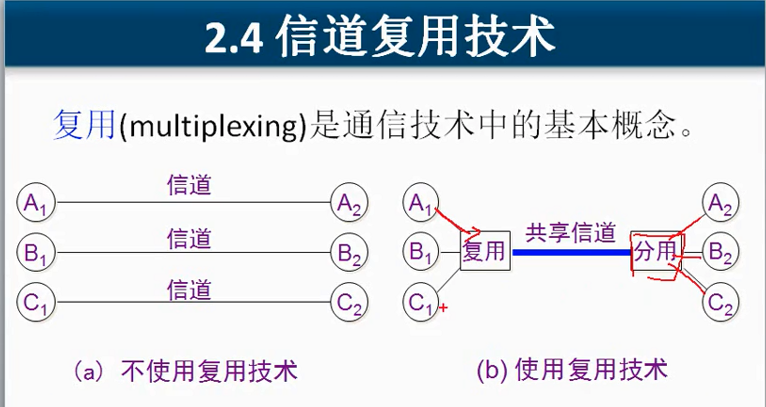 2.4 信道复用技术
复用(multiplexing)是通信技术中的基本概念。
A1 信道 A2
B1 信道 B2
C1 信道 C2
(a) 不使用复用技术
A1 A2
B1 复用 共享信道 分用 B2
C1 C2
(b) 使用复用技术